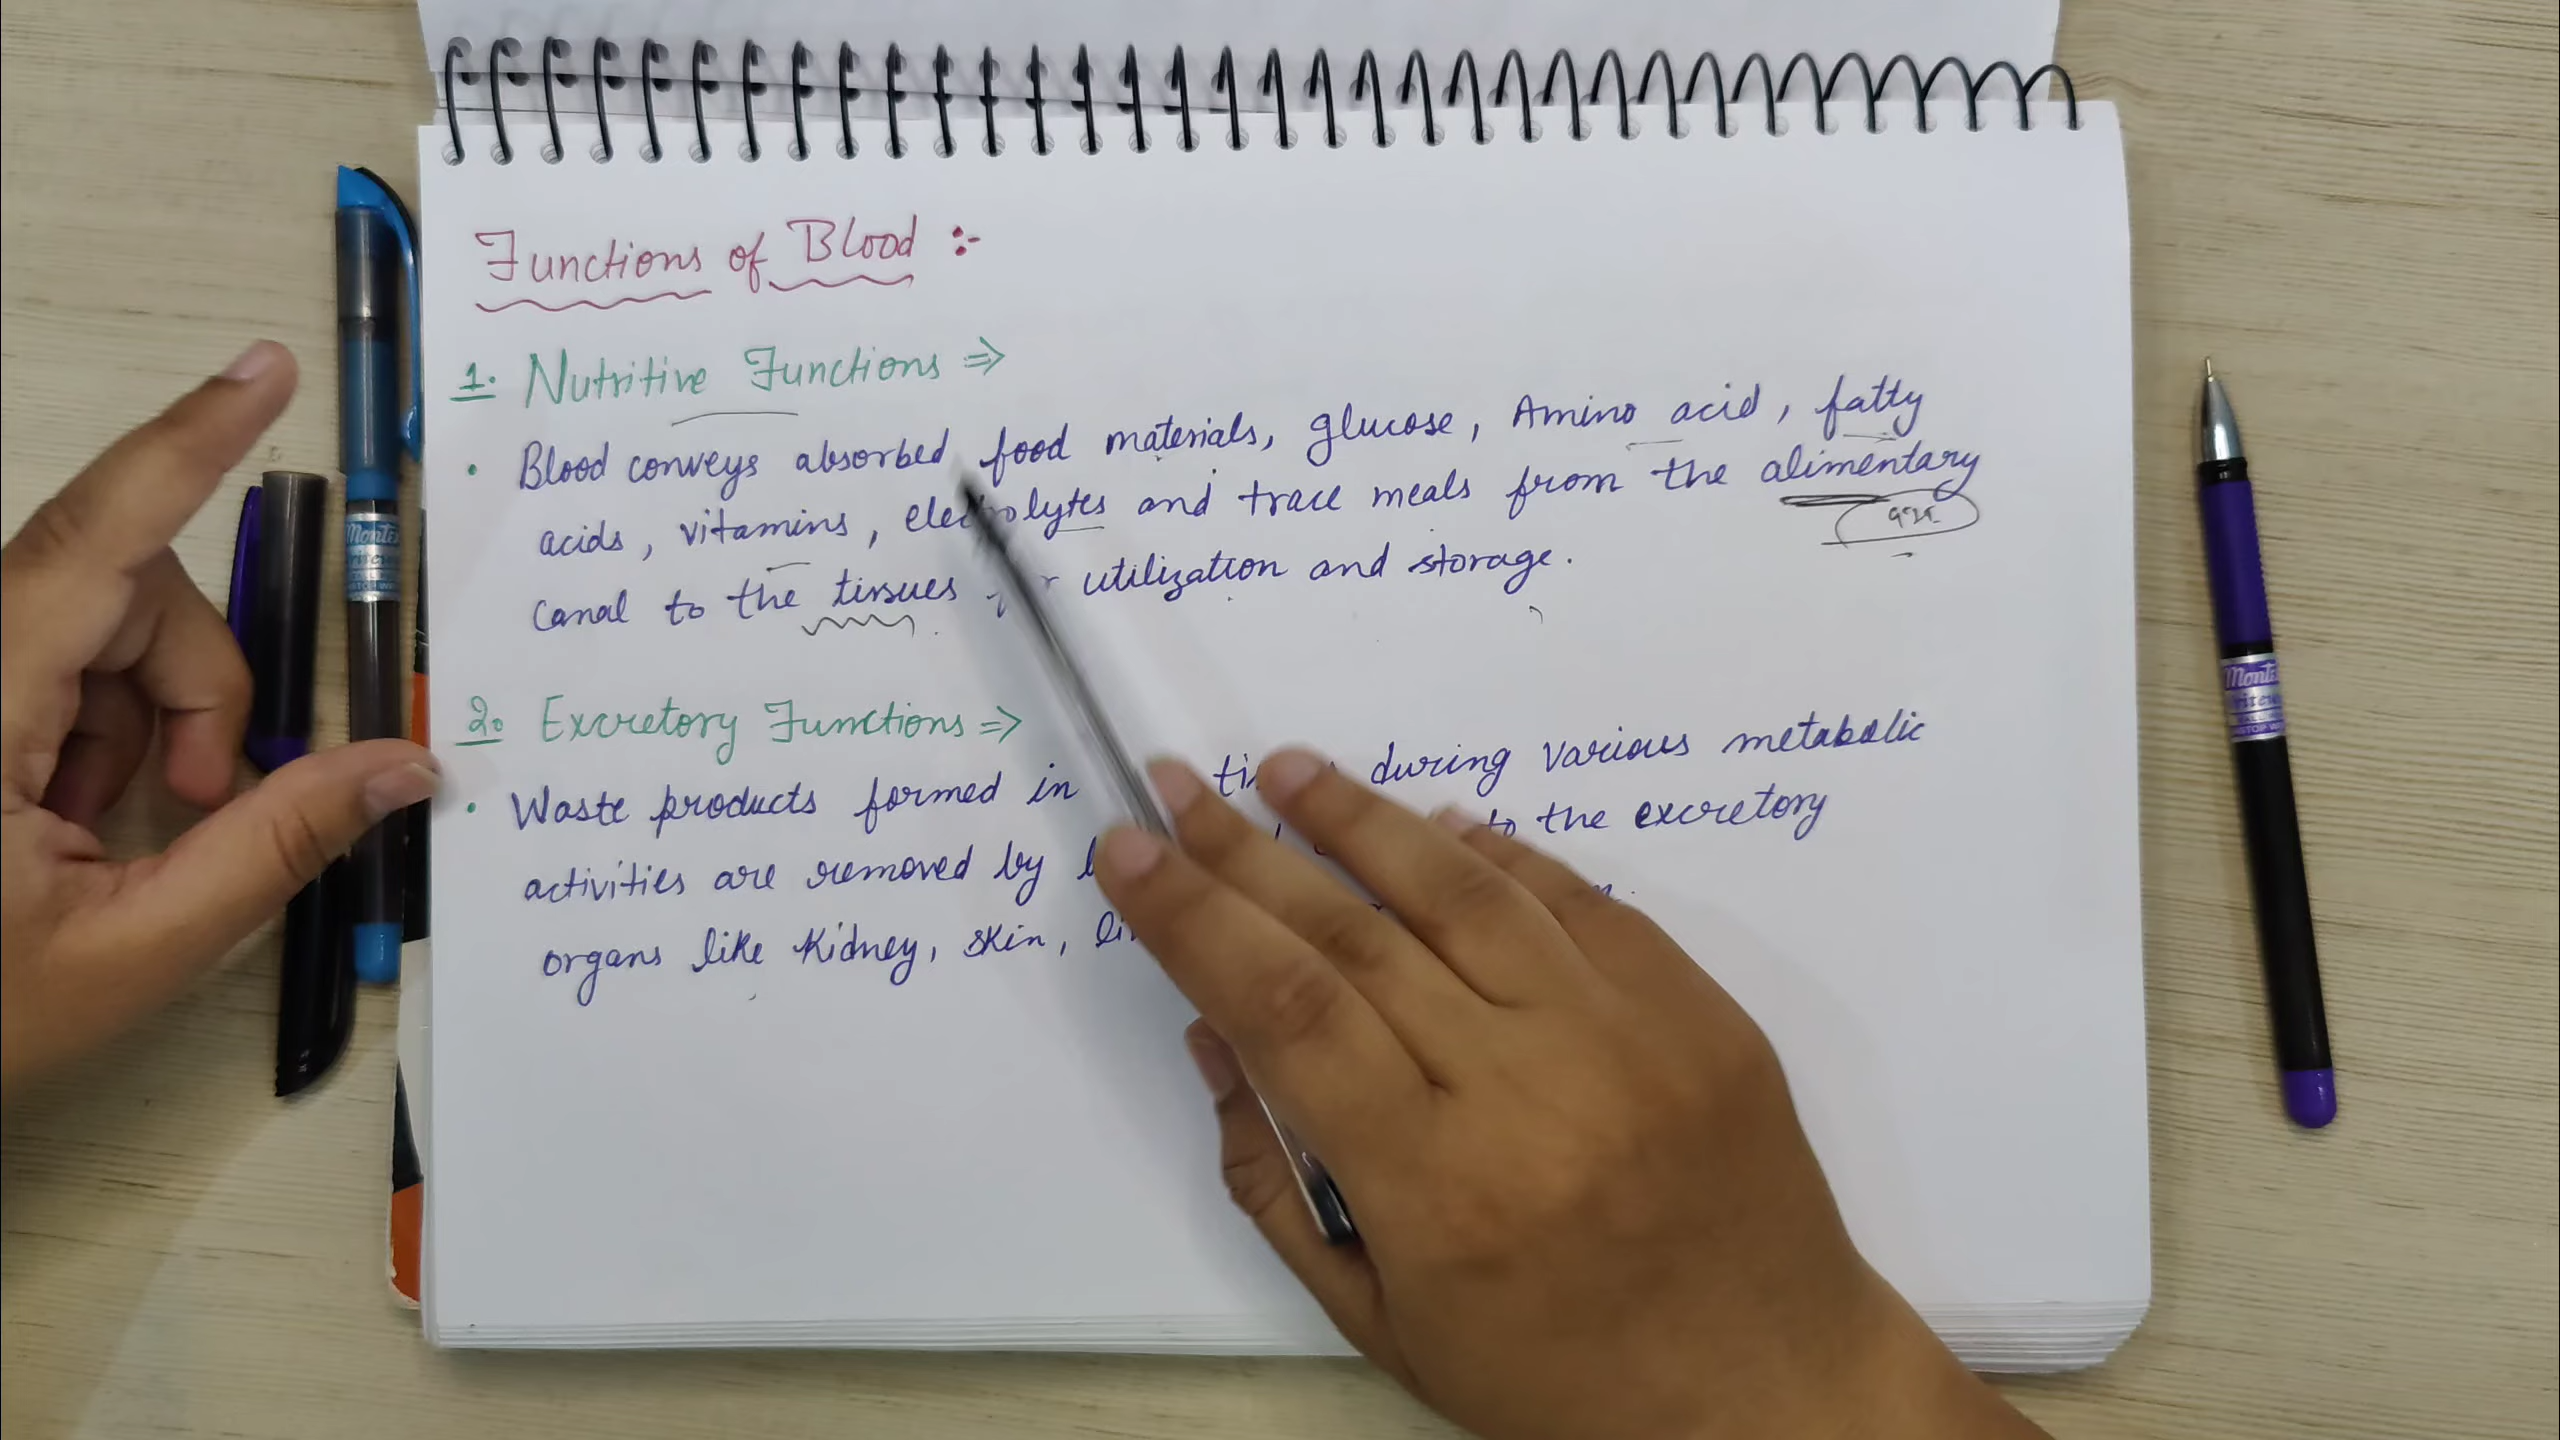 Functions of Blood :-
1. Nutritive Functions ⇒
• Blood conveys absorbed food materials, glucose, Amino acid, fatty
acids, vitamins, electrolytes and trace meals from the alimentary
canal to the tissues utilization and storage.
2. Excretory Functions ⇒
• Waste products formed in during various metabolic
activities are removed by to the excretory
organs like Kidney, skin,